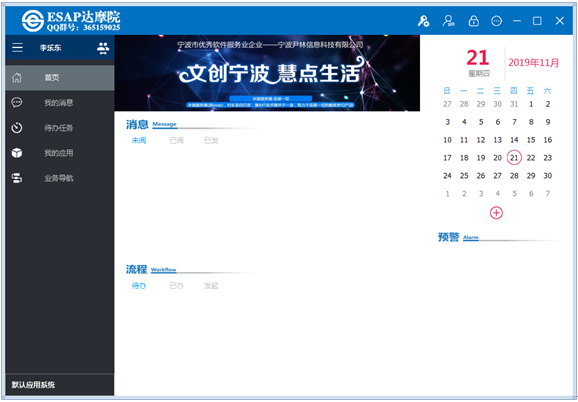 ESAP达摩院
QQ群号：365159025
李乐东
首页
我的消息
待办任务
我的应用
业务导航
默认应用系统
宁波市优秀软件服务业企业——宁波尹林信息科技有限公司
文创宁波 慧点生活
消息 Message
未阅 已阅 已发
流程 Workflow
待办 已办 发起
21
星期四
2019年11月
日 一 二 三 四 五 六
27 28 29 30 31 1 2
3 4 5 6 7 8 9
10 11 12 13 14 15 16
17 18 19 20 21 22 23
24 25 26 27 28 29 30
1 2 3 4 5 6 7
预警 Alarm